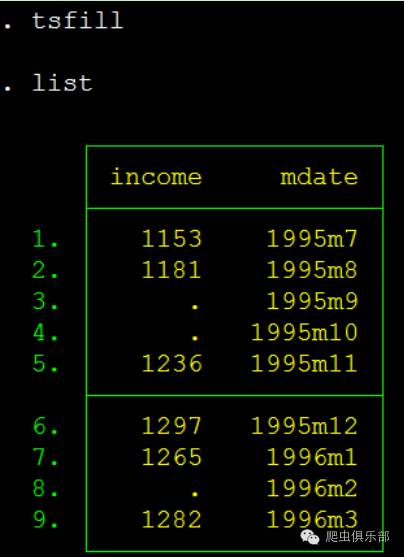 . tsfill
. list
income mdate
1. 1153 1995m7
2. 1181 1995m8
3. . 1995m9
4. . 1995m10
5. 1236 1995m11
6. 1297 1995m12
7. 1265 1996m1
8. . 1996m2
9. 1282 1996m3
爬虫俱乐部